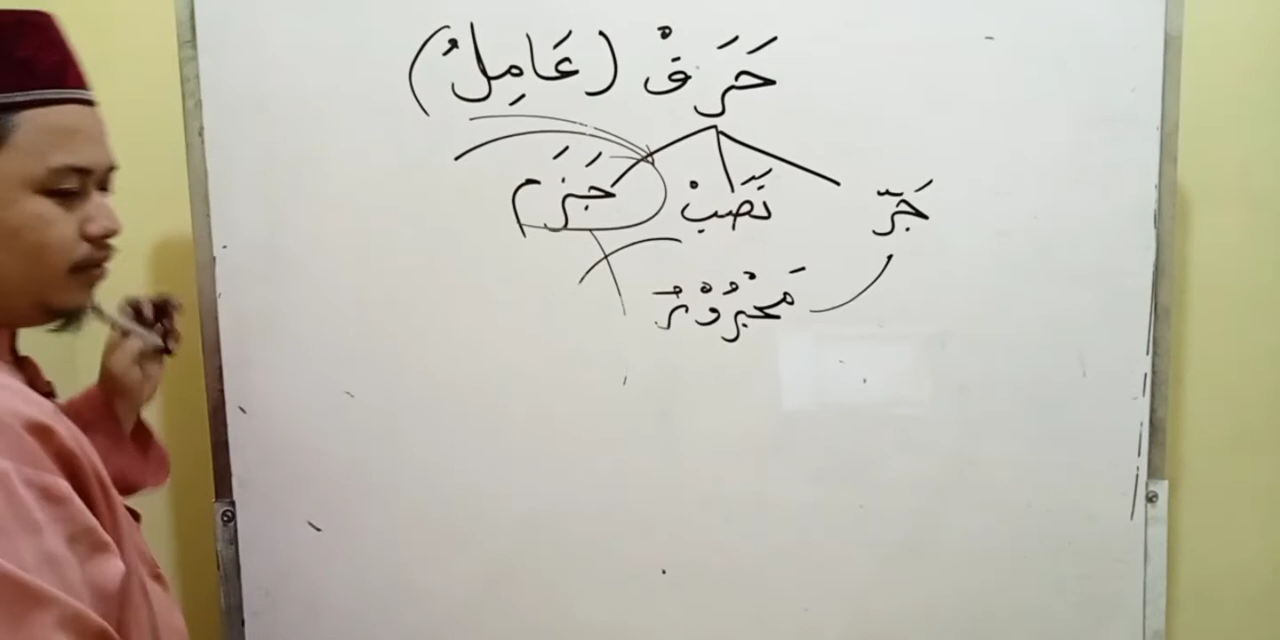 حَرَفْ (عَامِلُ)
جَرّ نَصَبْ جَزَم
مَجْرُوْرٌ